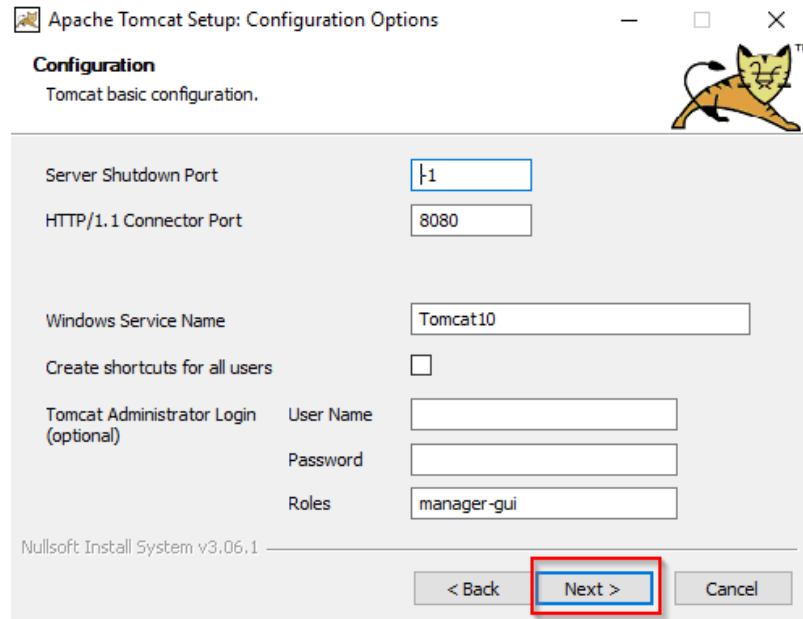 Apache Tomcat Setup: Configuration Options
Configuration
Tomcat basic configuration.
TM
Server Shutdown Port -1
HTTP/1.1 Connector Port 8080
Windows Service Name Tomcat10
Create shortcuts for all users
Tomcat Administrator Login User Name
(optional)
Password
Roles manager-gui
Nullsoft Install System v3.06.1
< Back Next > Cancel